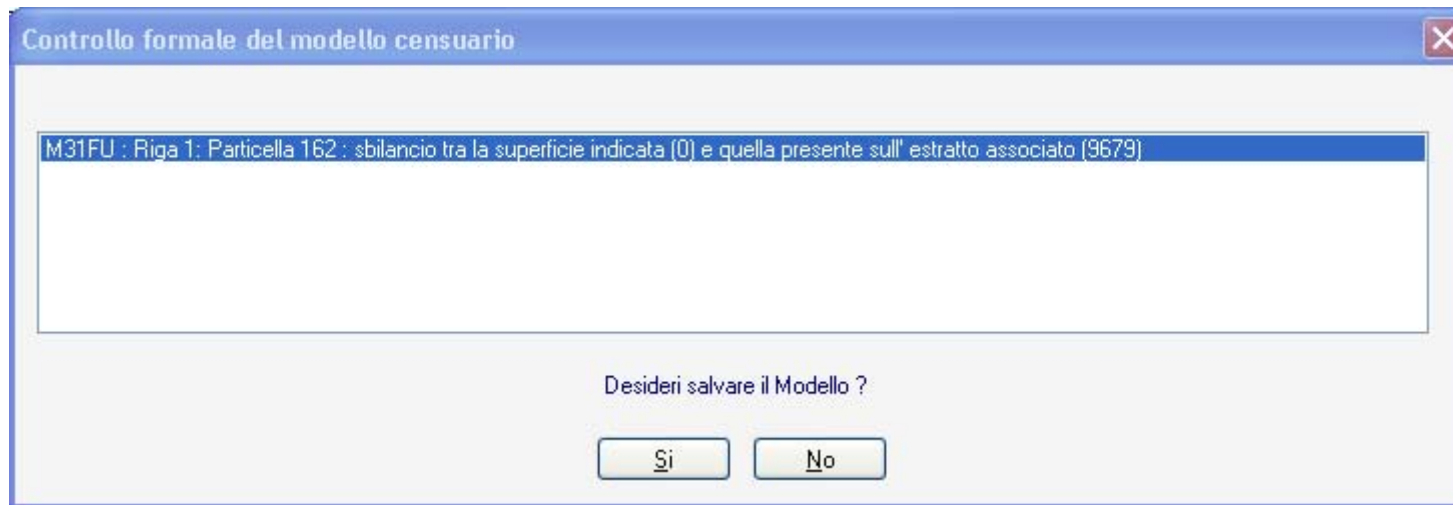 Controllo formale del modello censuario
M31FU : Riga 1: Particella 162 : sbilancio tra la superficie indicata (0) e quella presente sull' estratto associato (9679)
Desideri salvare il Modello ?
Si
No